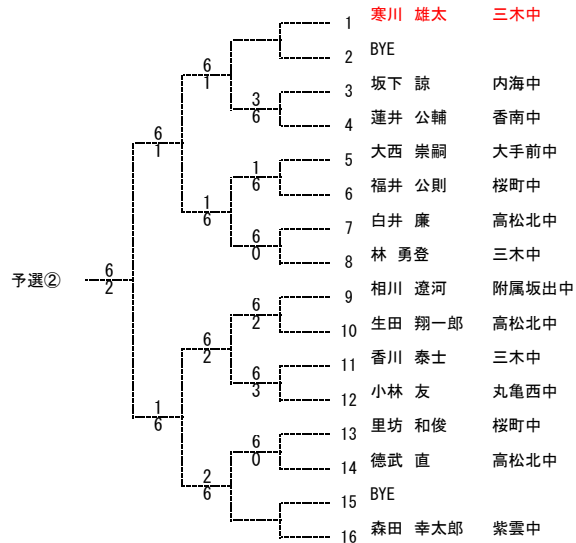 1 寒川 雄太 三木中
2 BYE
6
1
3 坂下 諒 内海中
3
6
4 蓮井 公輔 香南中
6
1
5 大西 崇嗣 大手前中
1
6
6 福井 公則 桜町中
1
6
7 白井 廉 高松北中
6
0
8 林 勇登 三木中
予選② 6
2
9 相川 遼河 附属坂出中
6
2
10 生田 翔一郎 高松北中
6
2
11 香川 泰士 三木中
6
3
12 小林 友 丸亀西中
1
6
13 里坊 和俊 桜町中
6
0
14 德武 直 高松北中
2
6
15 BYE
16 森田 幸太郎 紫雲中